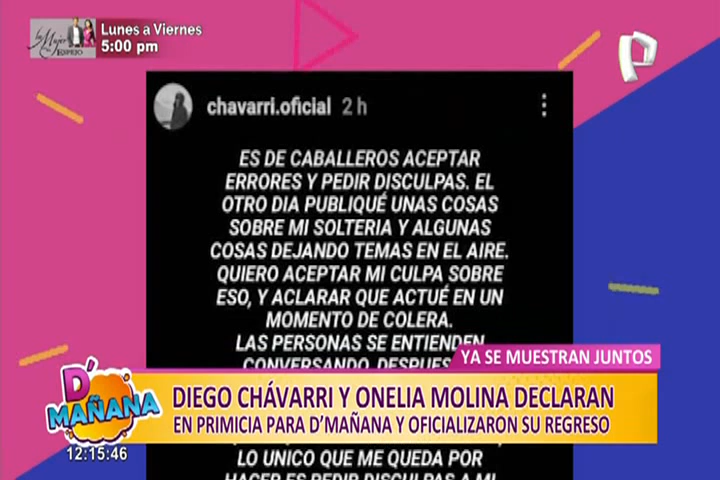 La Mujer
Lunes a Viernes
5:00 pm
P
chavarri.oficial 2 h
ES DE CABALLEROS ACEPTAR
ERRORES Y PEDIR DISCULPAS. EL
OTRO DIA PUBLIQUÉ UNAS COSAS
SOBRE MI SOLTERIA Y ALGUNAS
COSAS DEJANDO TEMAS EN EL AIRE.
QUIERO ACEPTAR MI CULPA SOBRE
ESO, Y ACLARAR QUE ACTUÉ EN UN
MOMENTO DE COLERA.
LAS PERSONAS SE ENTIENDEN
CONVERSANDO, DESPUES
YA SE MUESTRAN JUNTOS
DIEGO CHÁVARRI Y ONELIA MOLINA DECLARAN
EN PRIMICIA PARA D'MAÑANA Y OFICIALIZARON SU REGRESO
D'
MAÑANA
12:15:46
LO UNICO QUE ME QUEDA POR
HACER ES PEDIR DISCULPAS A MI